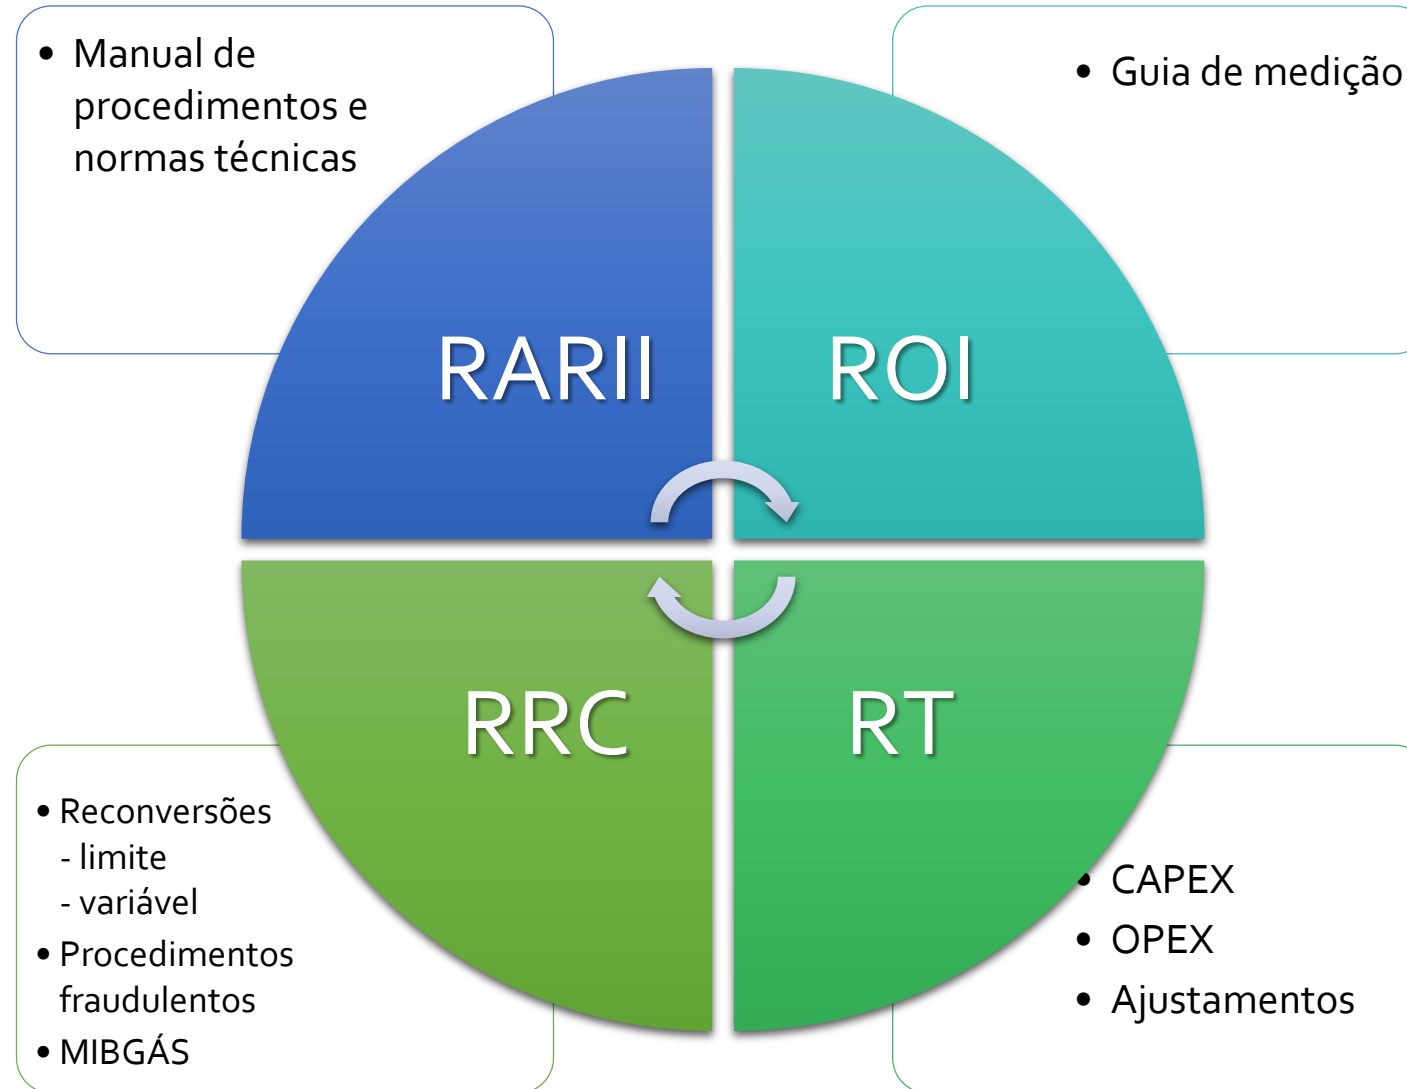 • Manual de
procedimentos e
normas técnicas
• Guia de medição
RARII
ROI
RRC
RT
• Reconversões
- limite
- variável
• Procedimentos
fraudulentos
• MIBGÁS
• CAPEX
• OPEX
• Ajustamentos